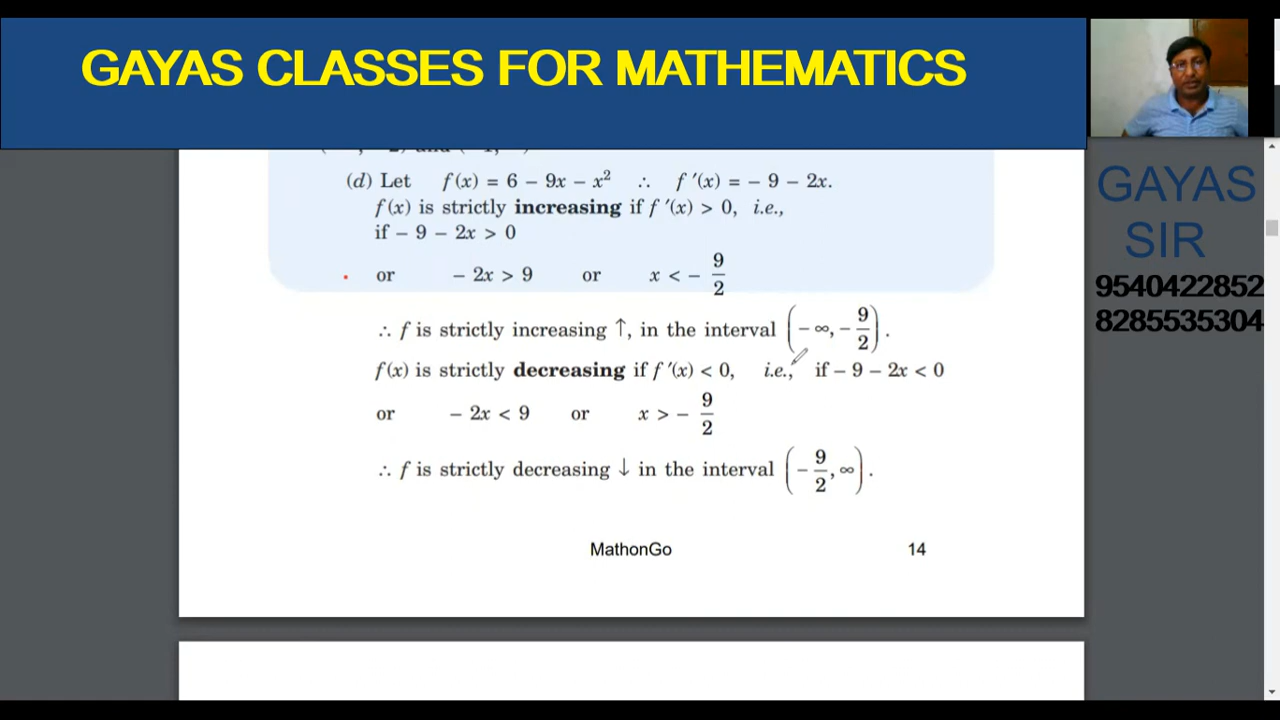 GAYAS CLASSES FOR MATHEMATICS
(d) Let f(x) = 6 – 9x – x² ∴ f ′(x) = – 9 – 2x.
f(x) is strictly increasing if f ′(x) > 0, i.e.,
if – 9 – 2x > 0
or – 2x > 9 or x < – 9/2
∴ f is strictly increasing ↑, in the interval (– ∞, – 9/2).
f(x) is strictly decreasing if f ′(x) < 0, i.e., if – 9 – 2x < 0
or – 2x < 9 or x > – 9/2
∴ f is strictly decreasing ↓ in the interval (– 9/2, ∞).
MathonGo 14
GAYAS
SIR
9540422852
8285535304